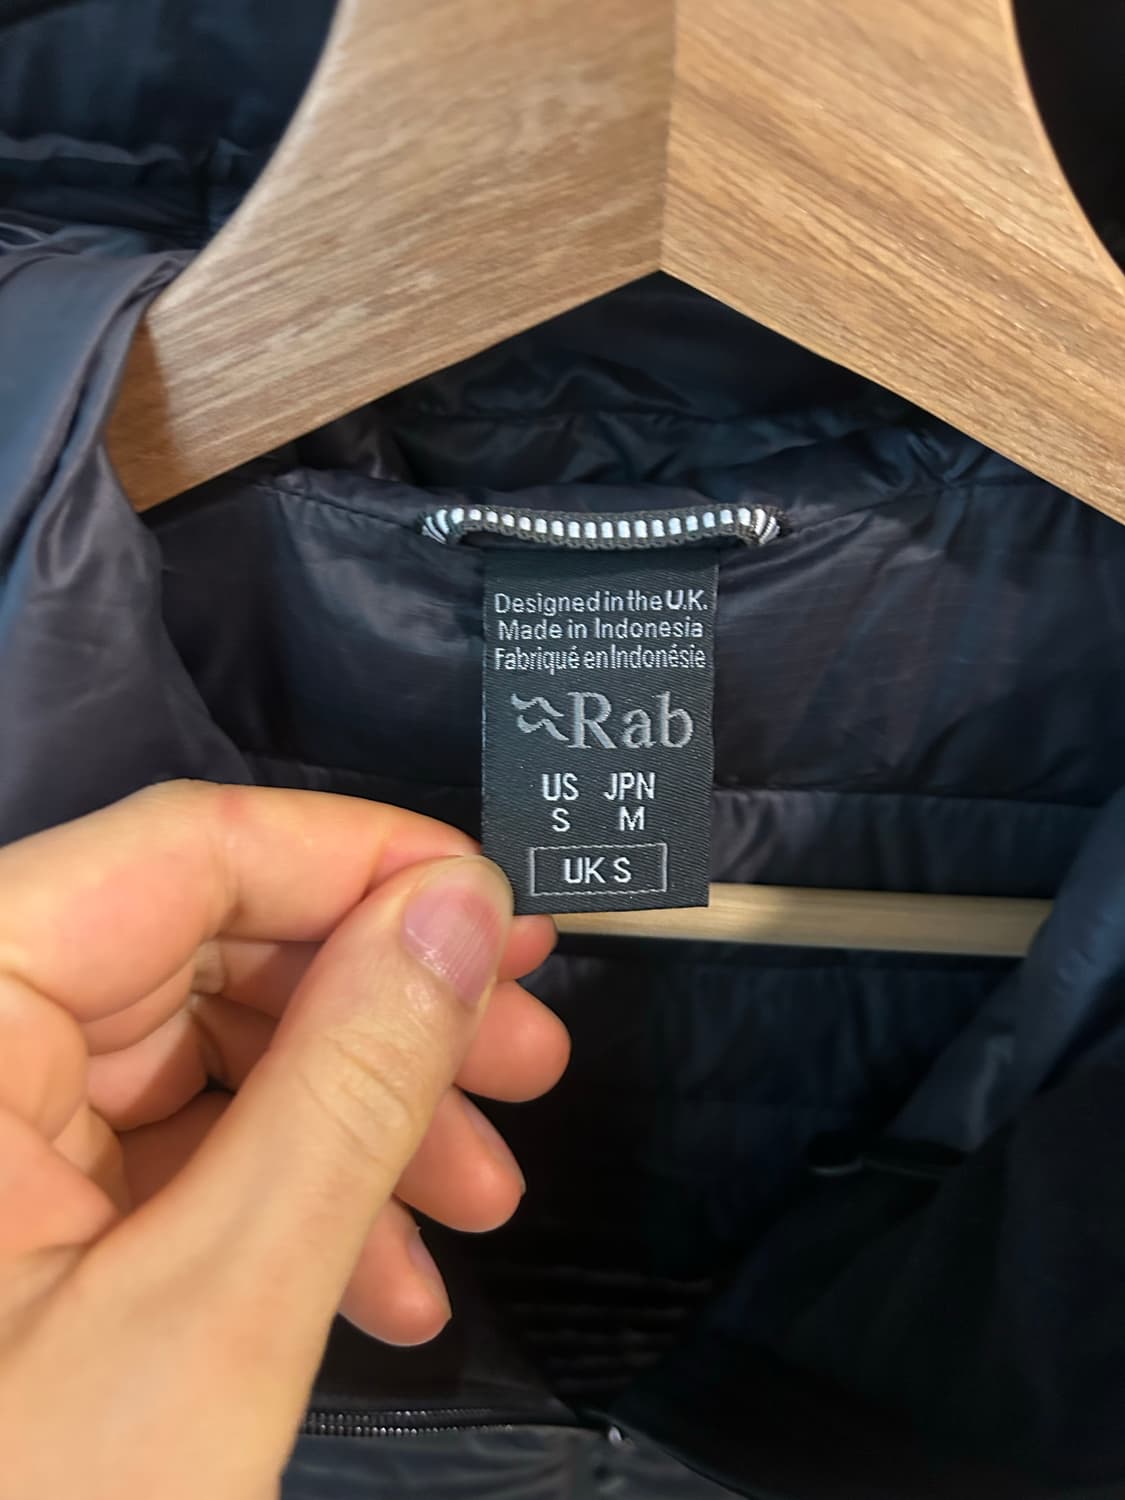 Designed in the U.K.
Made in Indonesia
Fabriqué en Indonésie
Rab
US JPN
S M
UK S